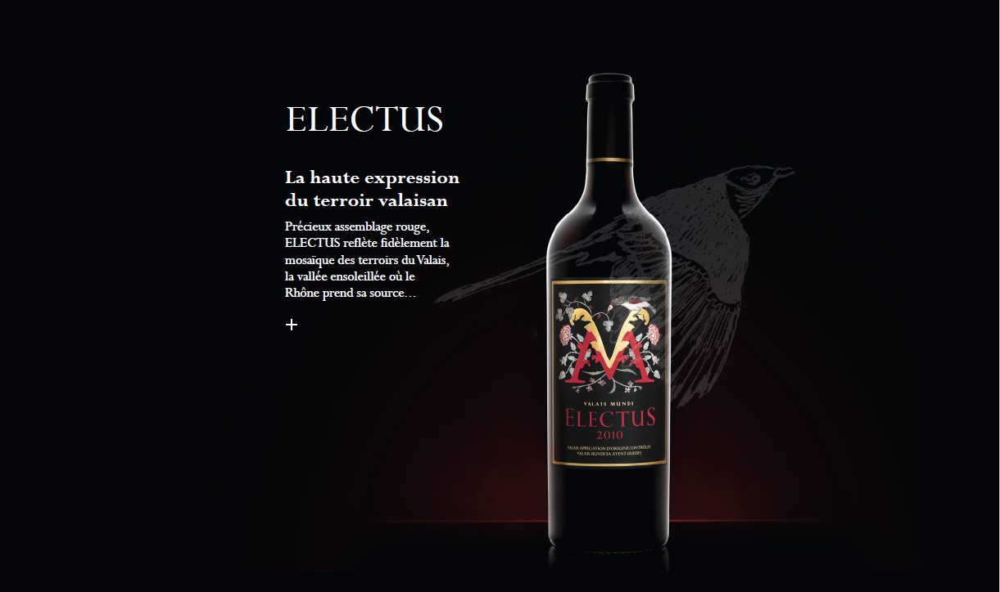 ELECTUS
La haute expression
du terroir valaisan
Précieux assemblage rouge,
ELECTUS reflète fidèlement la
mosaïque des terroirs du Valais,
la vallée ensoleillée où le
Rhône prend sa source…
+
VALAIS MUNDI
ELECTUS
2010
VALAIS APPELLATION D'ORIGINE CONTRÔLÉE
VALAIS MUNDI SA AYENT (SUISSE)